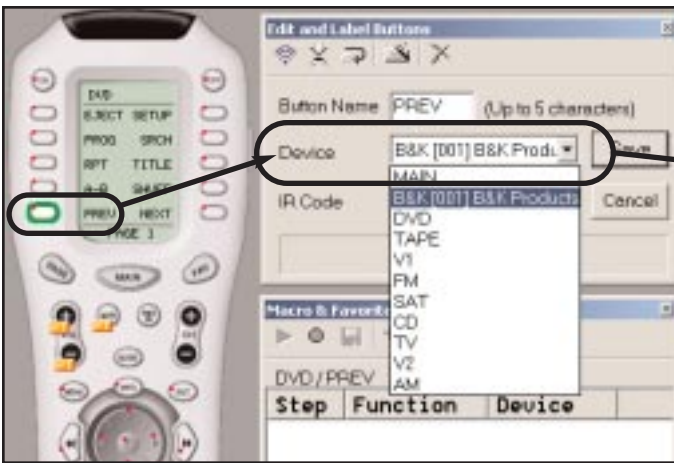 DVD
EJECT SETUP
PROG SRCH
RPT TITLE
A-B
PREV NEXT
PAGE 1
PAGE
MAIN
FAV
Edit and Label Buttons
Button Name PREV (Up to 5 characters)
Device B&K [001] B&K Produ Save
IR Code Cancel
MAIN
B&K [001] B&K Products
DVD
TAPE
V1
FM
SAT
CD
TV
V2
AM
Macro & Favorite
DVD / PREV
Step Function Device